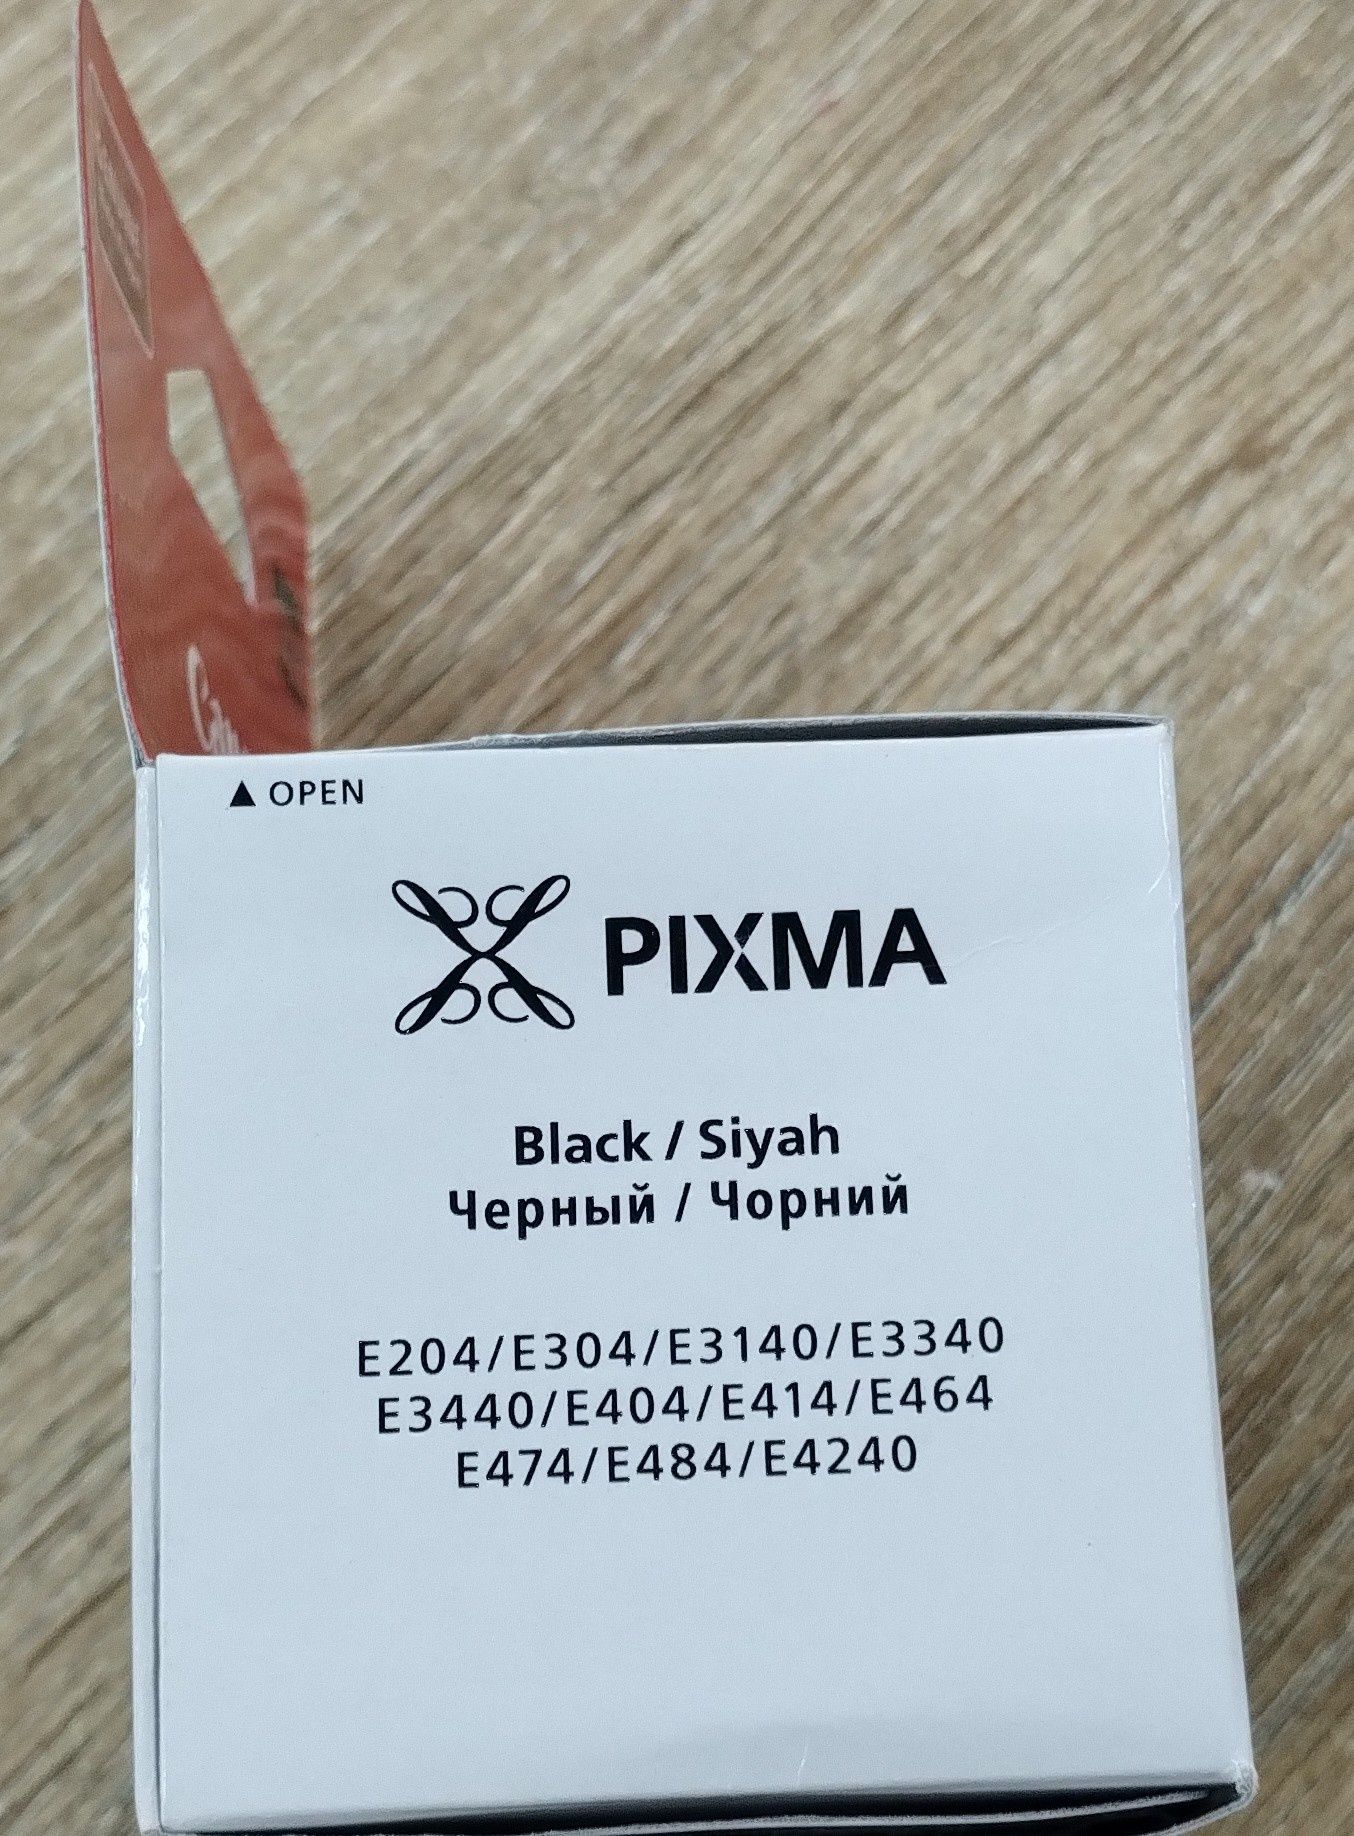 ▲ OPEN
PIXMA
Black / Siyah
Черный / Чорний
E204/E304/E3140/E3340
E3440/E404/E414/E464
E474/E484/E4240